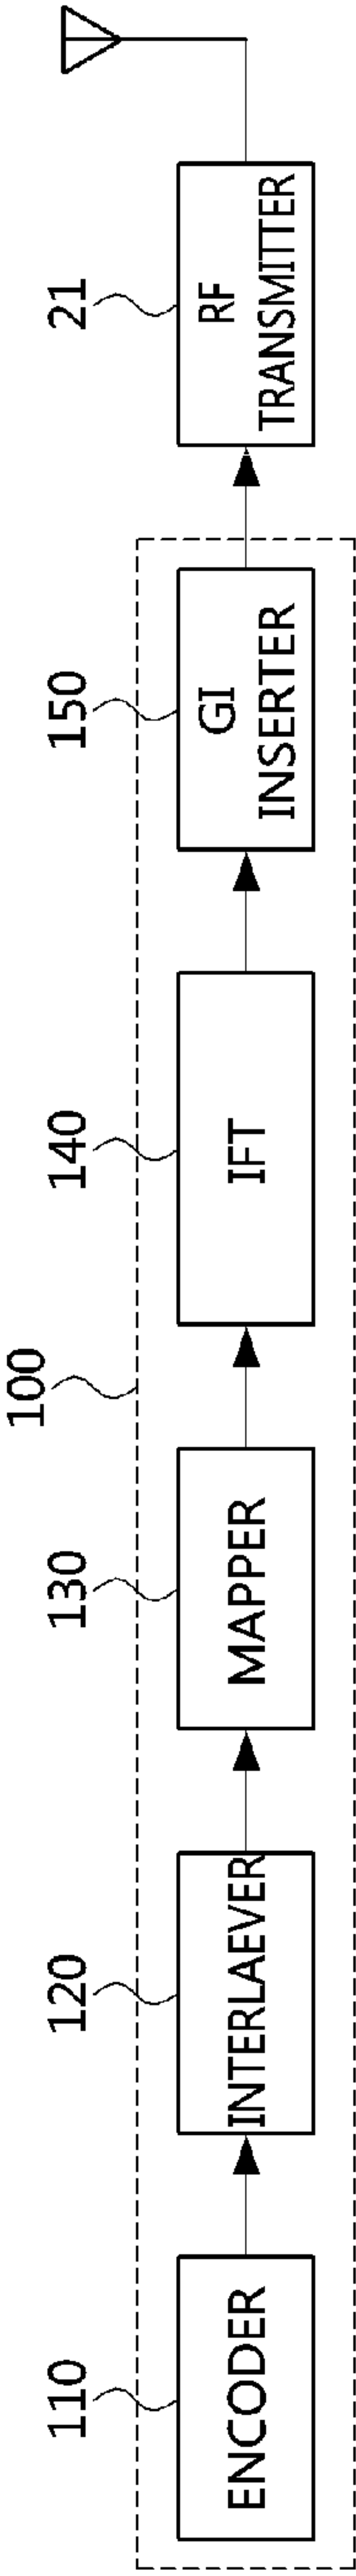 100
110
120
130
140
150
21
ENCODER
INTERLAEVER
MAPPER
IFT
GI
INSERTER
RF
TRANSMITTER